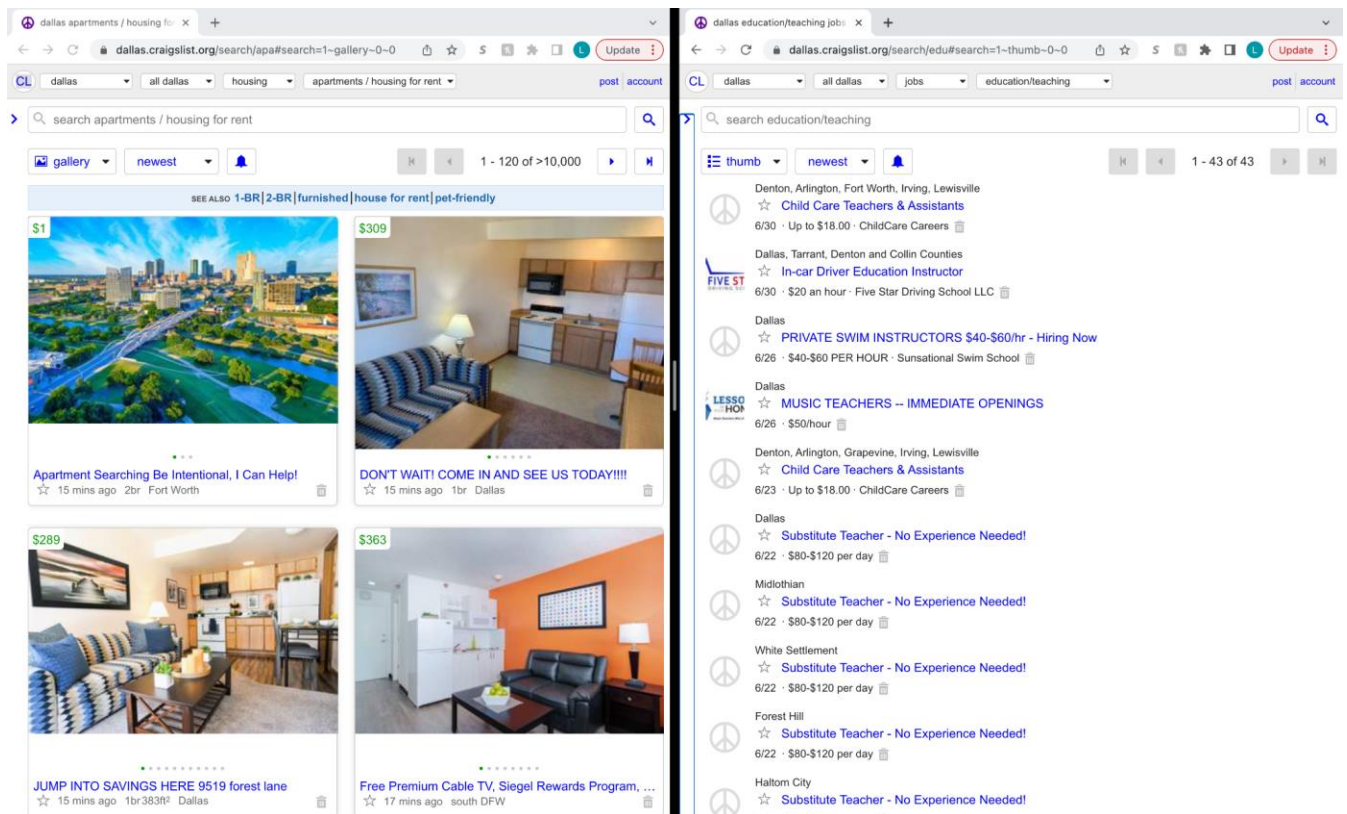 dallas apartments / housing for
dallas.craigslist.org/search/apa#search=1~gallery~0~0
S
L
Update
CL
dallas
all dallas
housing
apartments / housing for rent
post
account
search apartments / housing for rent
gallery
newest
1 - 120 of >10,000
SEE ALSO 1-BR 2-BR furnished house for rent pet-friendly
$1
Apartment Searching Be Intentional, I Can Help!
15 mins ago 2br Fort Worth
$309
DON'T WAIT! COME IN AND SEE US TODAY!!!!
15 mins ago 1br Dallas
$289
JUMP INTO SAVINGS HERE 9519 forest lane
15 mins ago 1br 383ft² Dallas
$363
Free Premium Cable TV, Siegel Rewards Program, ...
17 mins ago south DFW
dallas education/teaching jobs
dallas.craigslist.org/search/edu#search=1~thumb~0~0
S
L
Update
CL
dallas
all dallas
jobs
education/teaching
post
account
search education/teaching
thumb
newest
1 - 43 of 43
Denton, Arlington, Fort Worth, Irving, Lewisville
Child Care Teachers & Assistants
6/30 · Up to $18.00 · ChildCare Careers
Dallas, Tarrant, Denton and Collin Counties
FIVE ST
In-car Driver Education Instructor
6/30 · $20 an hour · Five Star Driving School LLC
Dallas
PRIVATE SWIM INSTRUCTORS $40-$60/hr - Hiring Now
6/26 · $40-$60 PER HOUR · Sunsational Swim School
Dallas
LESSO
HOM
MUSIC TEACHERS -- IMMEDIATE OPENINGS
6/26 · $50/hour
Denton, Arlington, Grapevine, Irving, Lewisville
Child Care Teachers & Assistants
6/23 · Up to $18.00 · ChildCare Careers
Dallas
Substitute Teacher - No Experience Needed!
6/22 · $80-$120 per day
Midlothian
Substitute Teacher - No Experience Needed!
6/22 · $80-$120 per day
White Settlement
Substitute Teacher - No Experience Needed!
6/22 · $80-$120 per day
Forest Hill
Substitute Teacher - No Experience Needed!
6/22 · $80-$120 per day
Haltom City
Substitute Teacher - No Experience Needed!